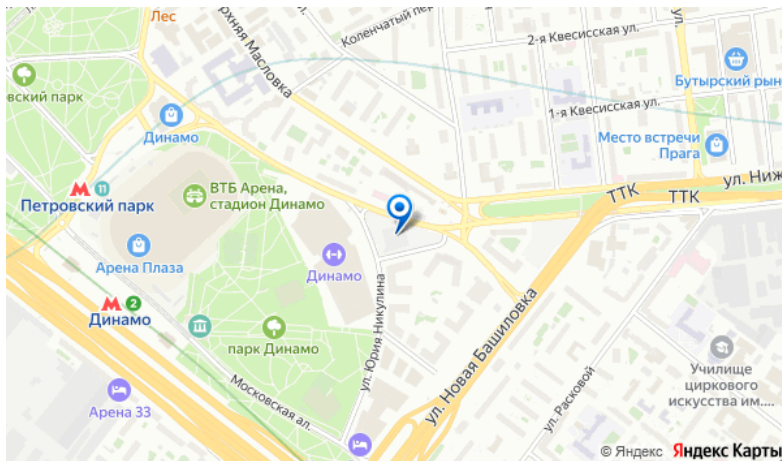 Лес
рхняя Масловка
Коленчатый пер
2-я Квесисская ул.
ул.
Бутырский рын
вский парк
1-я Квесисская ул.
Динамо
Место встречи
Прага
М 11
Петровский парк
ВТБ Арена,
стадион Динамо
ТТК
ТТК
ул. Ниж
Арена Плаза
Динамо
М 2
Динамо
парк Динамо
ул. Юрия Никулина
ул. Новая Башиловка
Московская ал.
ул. Расковой
Училище
циркового
искусства им....
Арена 33
© Яндекс Яндекс Карты